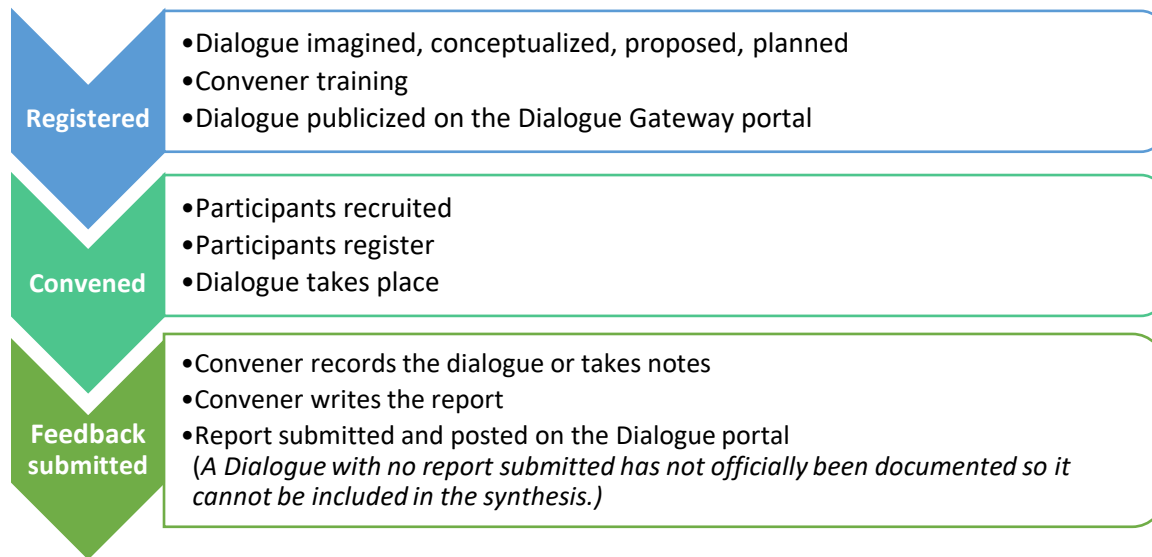 Registered
•Dialogue imagined, conceptualized, proposed, planned
•Convener training
•Dialogue publicized on the Dialogue Gateway portal
Convened
•Participants recruited
•Participants register
•Dialogue takes place
Feedback
submitted
•Convener records the dialogue or takes notes
•Convener writes the report
•Report submitted and posted on the Dialogue portal
(A Dialogue with no report submitted has not officially been documented so it
cannot be included in the synthesis.)